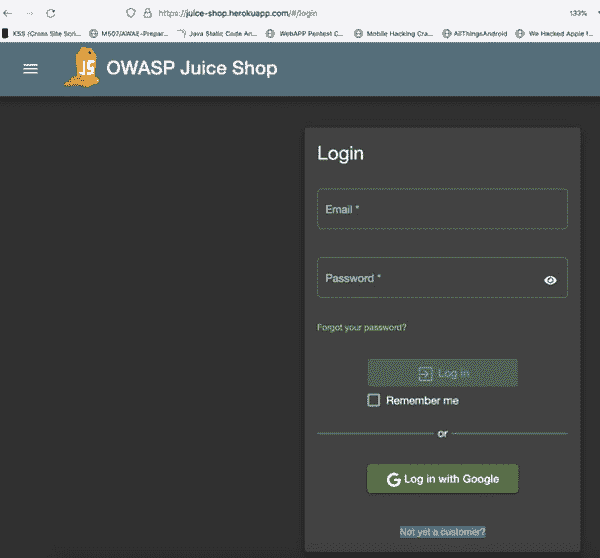 https://juice-shop.herokuapp.com/#/login 133%
XSS (Cross Site Scri... M507/AWAE-Prepar... Java Static Code An... WebAPP Pentest C... Mobile Hacking Cra... AllThingsAndroid We Hacked Apple f...
JS OWASP Juice Shop
Login
Email *
Password *
Forgot your password?
Log in
Remember me
or
G Log in with Google
Not yet a customer?